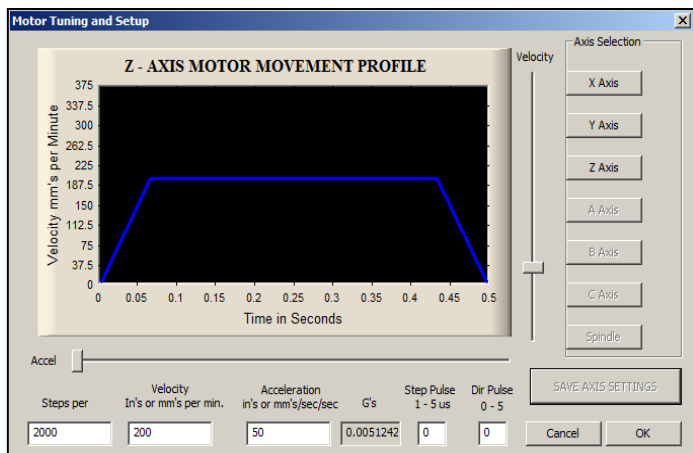 Motor Tuning and Setup
Z - AXIS MOTOR MOVEMENT PROFILE
Velocity mm's per Minute
375
337.5
300
262.5
225
187.5
150
112.5
75
37.5
0
0 0.05 0.1 0.15 0.2 0.25 0.3 0.35 0.4 0.45 0.5
Time in Seconds
Velocity
Axis Selection
X Axis
Y Axis
Z Axis
A Axis
B Axis
C Axis
Spindle
Accel
Steps per
Velocity
In's or mm's per min.
Acceleration
in's or mm's/sec/sec
G's
Step Pulse
1 - 5 us
Dir Pulse
0 - 5
2000 200 50 0.0051242 0 0
SAVE AXIS SETTINGS
Cancel OK